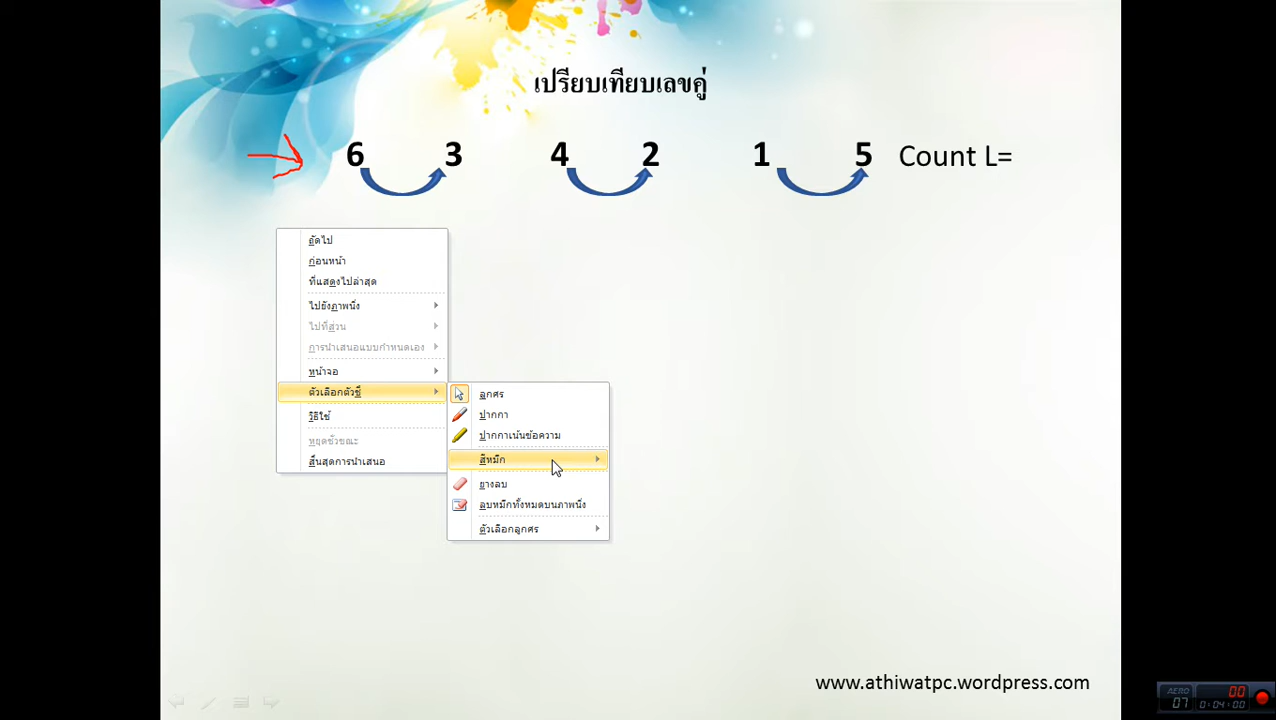 เปรียบเทียบเลขคู่
6 3 4 2 1 5 Count L=
ถัดไป
ก่อนหน้า
ที่แสดงไปล่าสุด
ไปยังภาพนิ่ง
ไปที่ส่วน
การนำเสนอแบบกำหนดเอง
หน้าจอ
ตัวเลือกตัวชี้
วิธีใช้
หยุดชั่วขณะ
สิ้นสุดการนำเสนอ
ลูกศร
ปากกา
ปากกาเน้นข้อความ
สีหมึก
ยางลบ
ลบหมึกทั้งหมดบนภาพนิ่ง
ตัวเลือกลูกศร
www.athiwatpc.wordpress.com
AERO 00
07 0:04:00